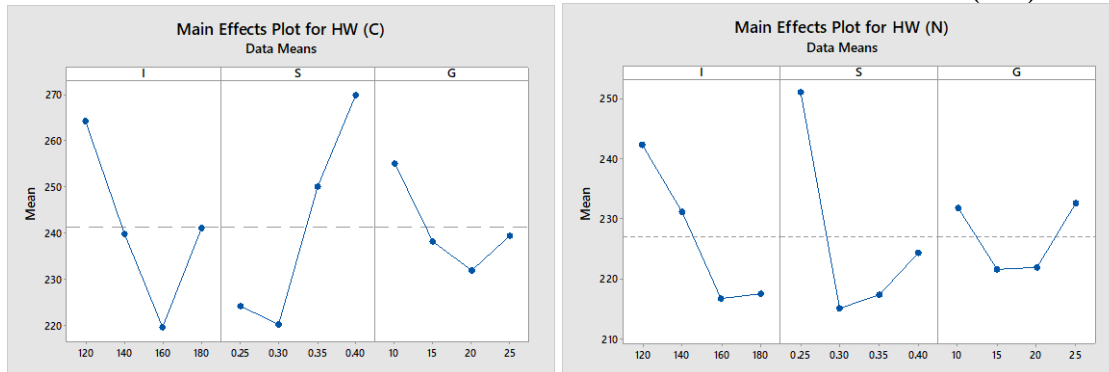 Main Effects Plot for HW (C)
Data Means
I S G
270
260
250
240
230
220
Mean
120 140 160 180 0.25 0.30 0.35 0.40 10 15 20 25
Main Effects Plot for HW (N)
Data Means
I S G
250
240
230
220
210
Mean
120 140 160 180 0.25 0.30 0.35 0.40 10 15 20 25